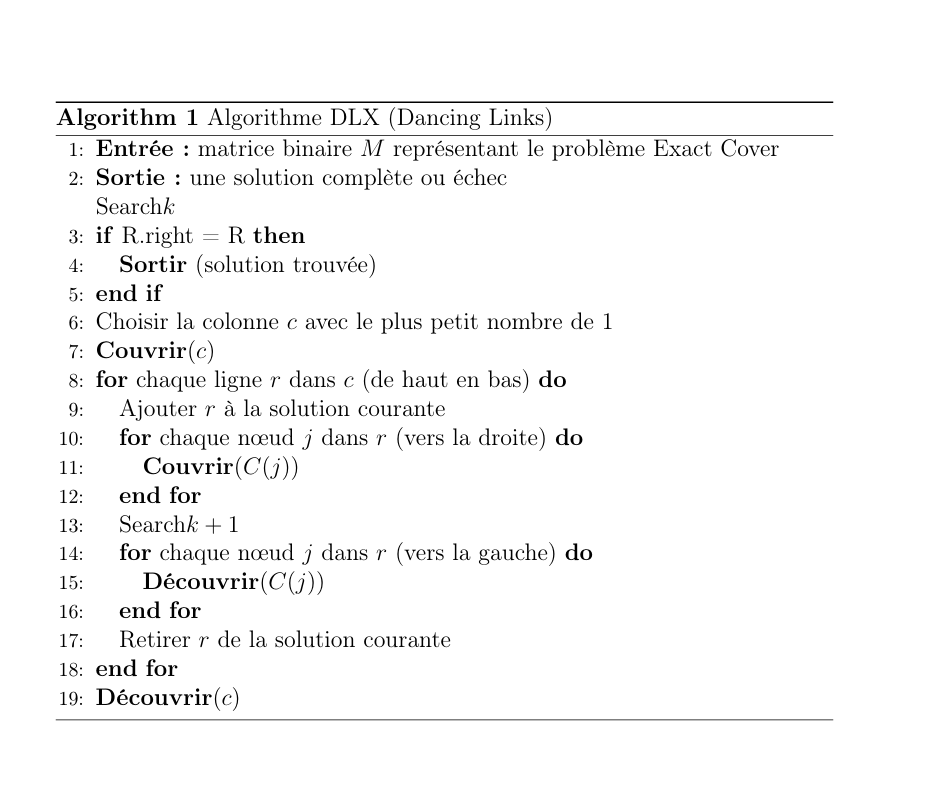 Algorithm 1 Algorithme DLX (Dancing Links)
1: Entrée : matrice binaire M représentant le problème Exact Cover
2: Sortie : une solution complète ou échec
Searchk
3: if R.right = R then
4: Sortir (solution trouvée)
5: end if
6: Choisir la colonne c avec le plus petit nombre de 1
7: Couvrir(c)
8: for chaque ligne r dans c (de haut en bas) do
9: Ajouter r à la solution courante
10: for chaque nœud j dans r (vers la droite) do
11: Couvrir(C(j))
12: end for
13: Searchk + 1
14: for chaque nœud j dans r (vers la gauche) do
15: Découvrir(C(j))
16: end for
17: Retirer r de la solution courante
18: end for
19: Découvrir(c)